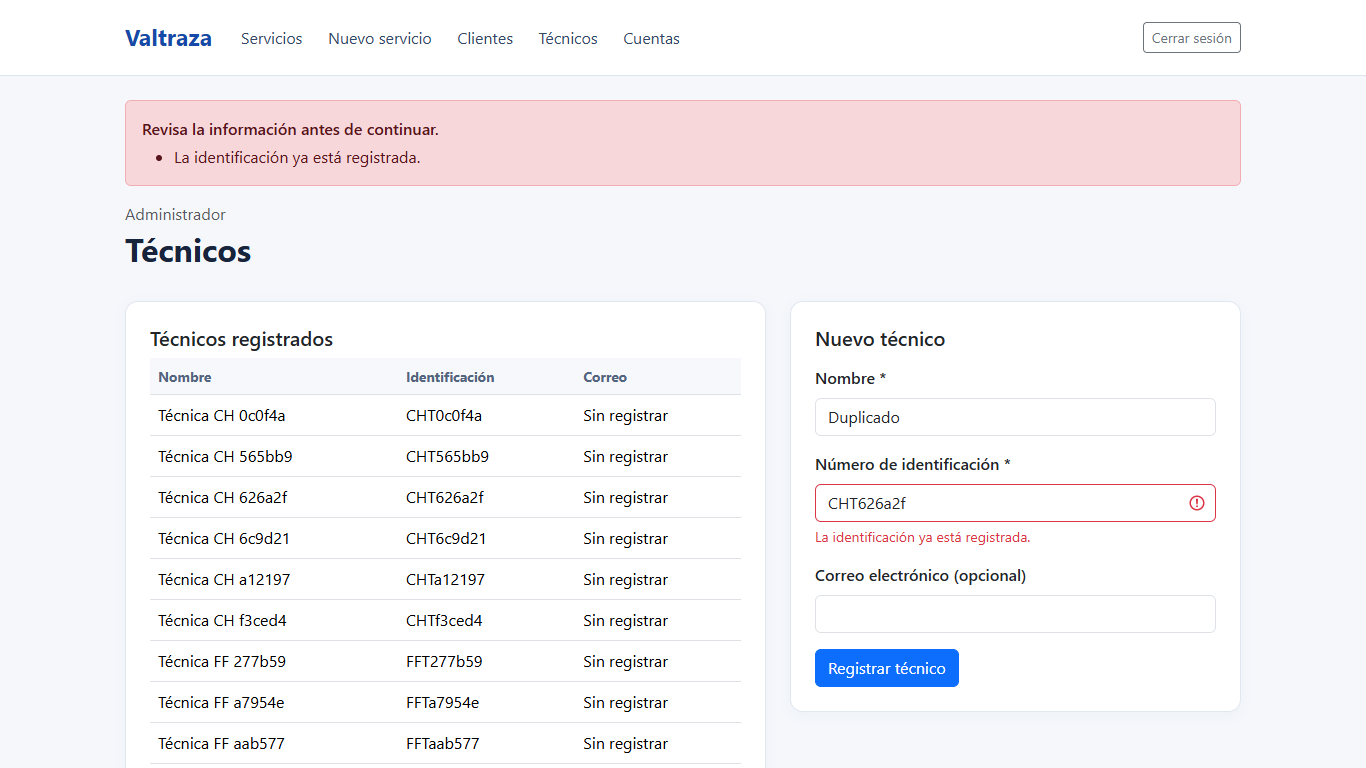 Valtraza Servicios Nuevo servicio Clientes Técnicos Cuentas Cerrar sesión
Revisa la información antes de continuar.
La identificación ya está registrada.
Administrador
Técnicos
Técnicos registrados
Nombre Identificación Correo
Técnica CH 0c0f4a CHT0c0f4a Sin registrar
Técnica CH 565bb9 CHT565bb9 Sin registrar
Técnica CH 626a2f CHT626a2f Sin registrar
Técnica CH 6c9d21 CHT6c9d21 Sin registrar
Técnica CH a12197 CHTa12197 Sin registrar
Técnica CH f3ced4 CHTf3ced4 Sin registrar
Técnica FF 277b59 FFT277b59 Sin registrar
Técnica FF a7954e FFTa7954e Sin registrar
Técnica FF aab577 FFTaab577 Sin registrar
Nuevo técnico
Nombre *
Duplicado
Número de identificación *
CHT626a2f
La identificación ya está registrada.
Correo electrónico (opcional)
Registrar técnico